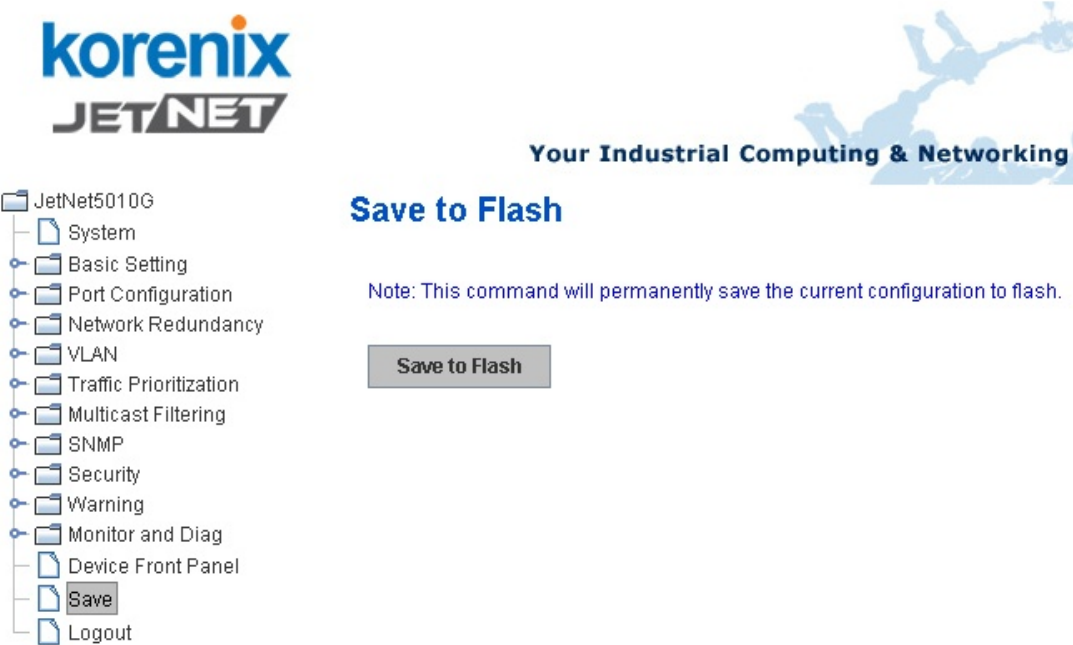 korenix
JETNET
Your Industrial Computing & Networking
JetNet5010G
System
Basic Setting
Port Configuration
Network Redundancy
VLAN
Traffic Prioritization
Multicast Filtering
SNMP
Security
Warning
Monitor and Diag
Device Front Panel
Save
Logout
Save to Flash
Note: This command will permanently save the current configuration to flash.
Save to Flash